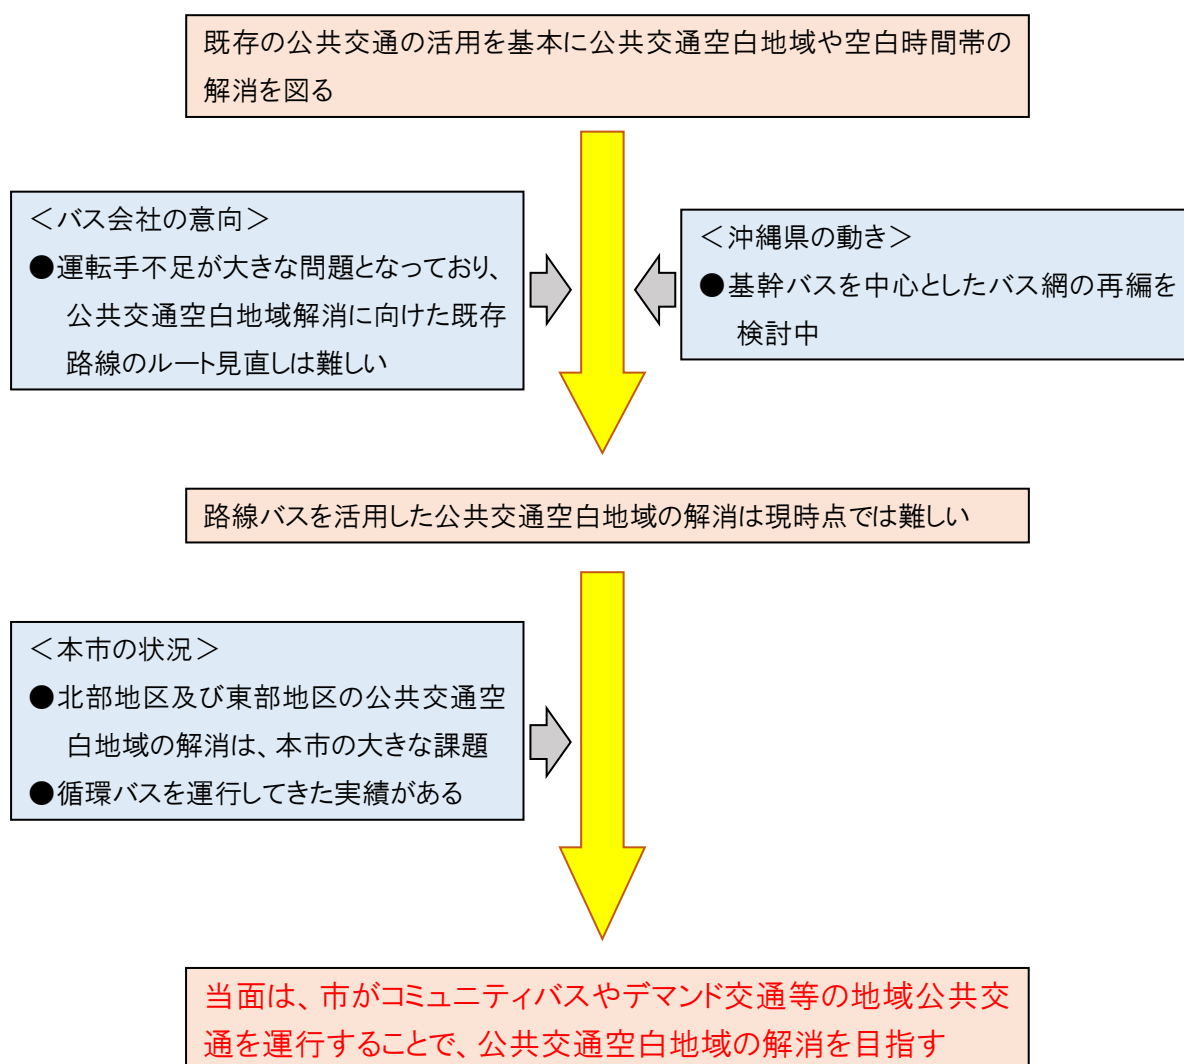 既存の公共交通の活用を基本に公共交通空白地域や空白時間帯の
解消を図る
＜バス会社の意向＞
●運転手不足が大きな問題となっており、
公共交通空白地域解消に向けた既存
路線のルート見直しは難しい
＜沖縄県の動き＞
●基幹バスを中心としたバス網の再編を
検討中
路線バスを活用した公共交通空白地域の解消は現時点では難しい
＜本市の状況＞
●北部地区及び東部地区の公共交通空
白地域の解消は、本市の大きな課題
●循環バスを運行してきた実績がある
当面は、市がコミュニティバスやデマンド交通等の地域公共交
通を運行することで、公共交通空白地域の解消を目指す